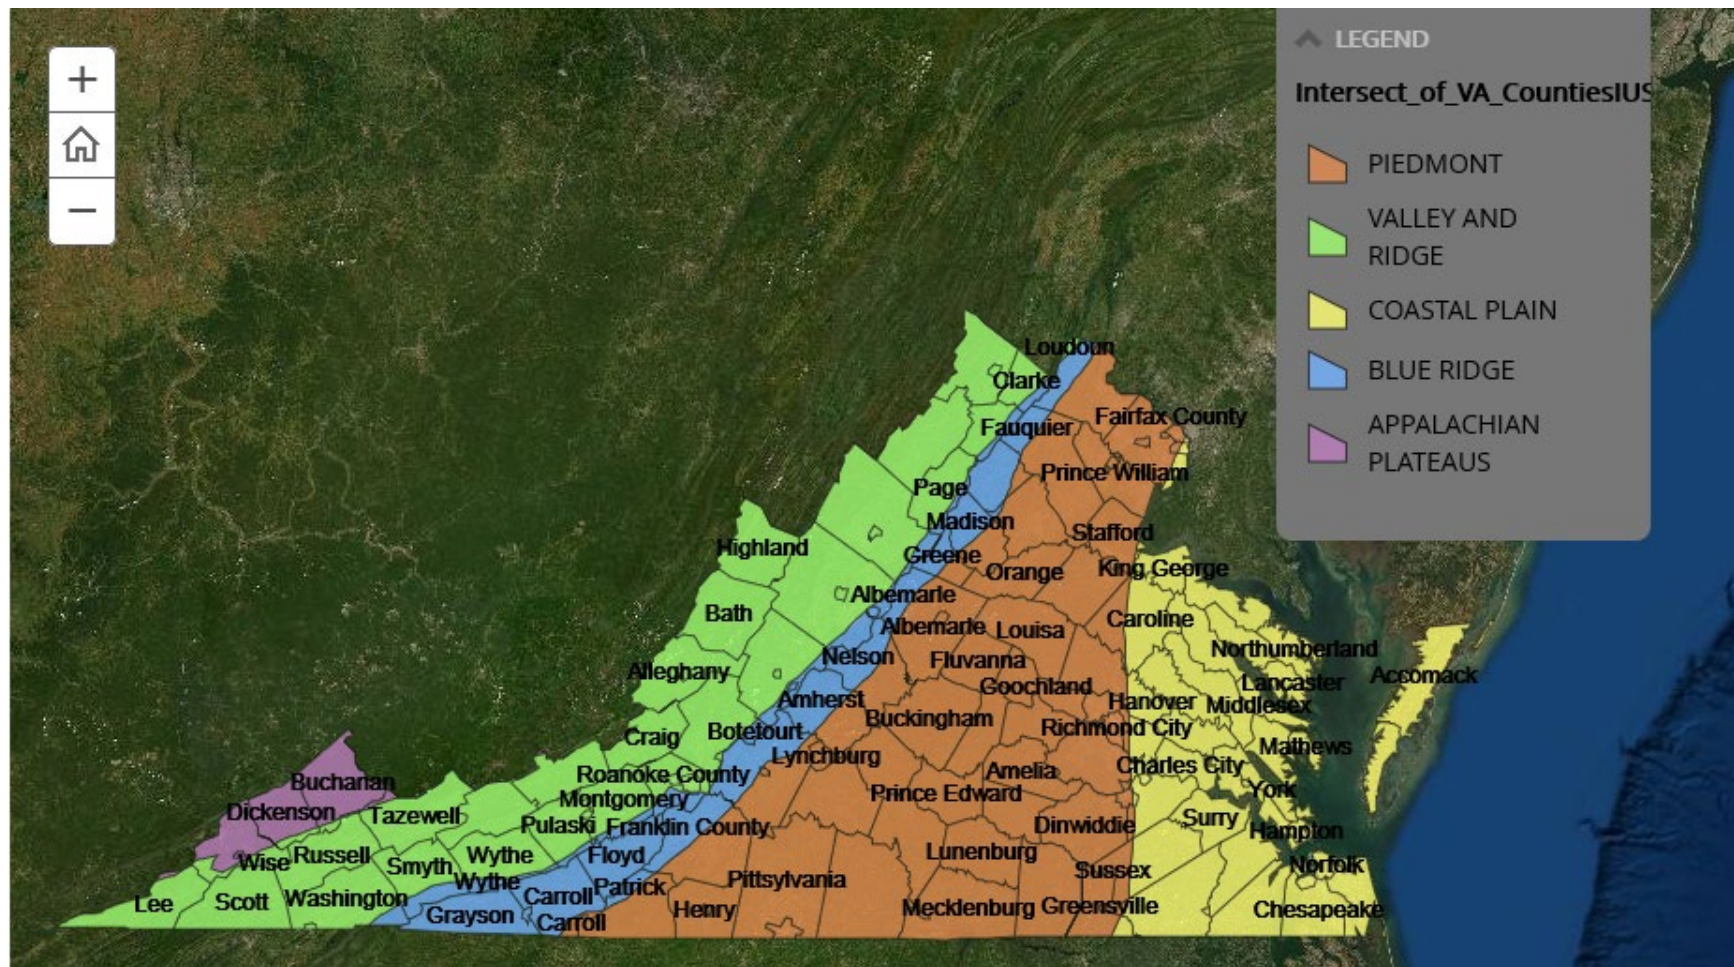 +
−
LEGEND
Intersect_of_VA_CountiesIUS
PIEDMONT
VALLEY AND
RIDGE
COASTAL PLAIN
BLUE RIDGE
APPALACHIAN
PLATEAUS
Loudoun
Clarke
Fairfax County
Fauquier
Prince William
Page
Madison
Stafford
Highland
Greene
Orange
King George
Albemarle
Bath
Caroline
Albemarle
Louisa
Northumberland
Nelson
Fluvanna
Alleghany
Accomack
Goochland
Lancaster
Amherst
Hanover
Middlesex
Buckingham
Craig
Botetourt
Richmond City
Mathews
Lynchburg
Charles City
Roanoke County
Amelia
Buchanan
York
Montgomery
Prince Edward
Dickenson
Tazewell
Surry
Pulaski
Franklin County
Dinwiddie
Hampton
Wise
Russell
Wythe
Floyd
Lunenburg
Norfolk
Smyth
Sussex
Wythe
Patrick
Pittsylvania
Carroll
Washington
Lee
Scott
Henry
Mecklenburg
Greensville
Chesapeake
Grayson
Carroll